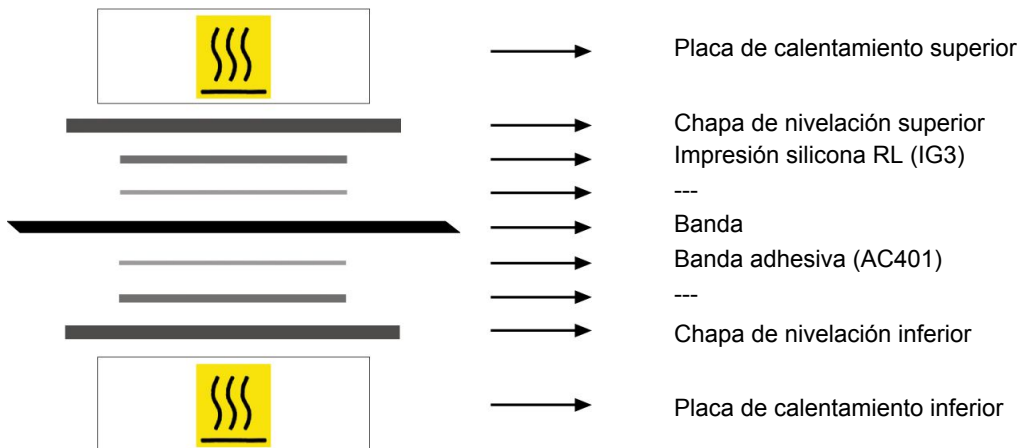 Placa de calentamiento superior
Chapa de nivelación superior
Impresión silicona RL (IG3)
---
Banda
Banda adhesiva (AC401)
---
Chapa de nivelación inferior
Placa de calentamiento inferior